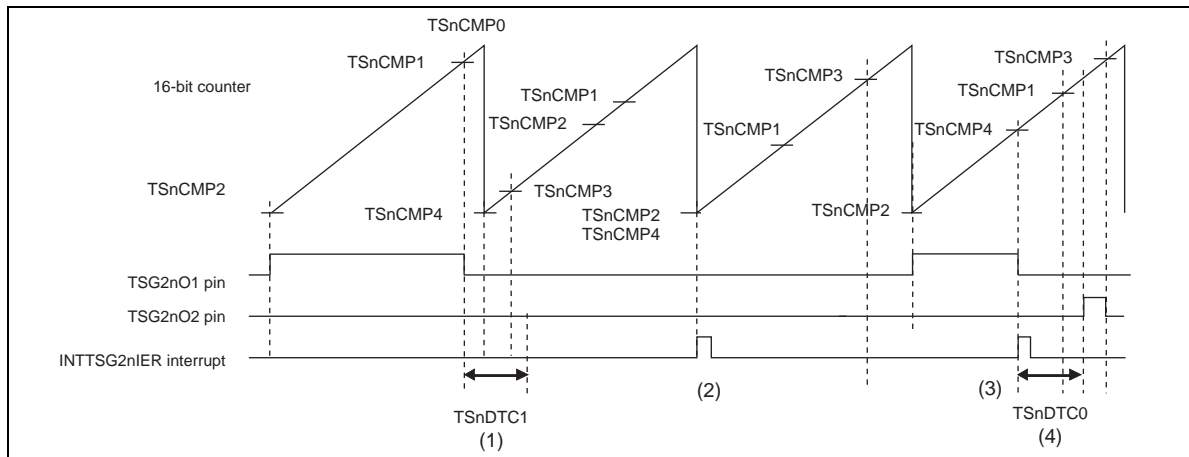 TSnCMP0
TSnCMP1
TSnCMP3
TSnCMP3
16-bit counter
TSnCMP1
TSnCMP1
TSnCMP2
TSnCMP1
TSnCMP4
TSnCMP2
TSnCMP3
TSnCMP4
TSnCMP2
TSnCMP4
TSnCMP2
TSG2nO1 pin
TSG2nO2 pin
INTTSG2nIER interrupt
(2)
(3)
TSnDTC1
(1)
TSnDTC0
(4)